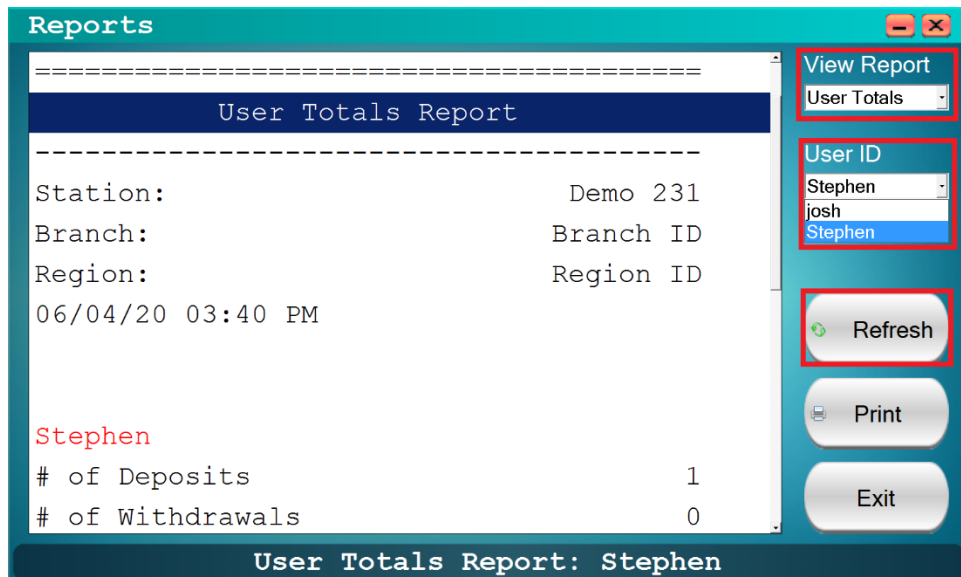 Reports
========================================
User Totals Report
----------------------------------------
Station: Demo 231
Branch: Branch ID
Region: Region ID
06/04/20 03:40 PM
Stephen
# of Deposits 1
# of Withdrawals 0
View Report
User Totals
User ID
Stephen
josh
Stephen
Refresh
Print
Exit
User Totals Report: Stephen